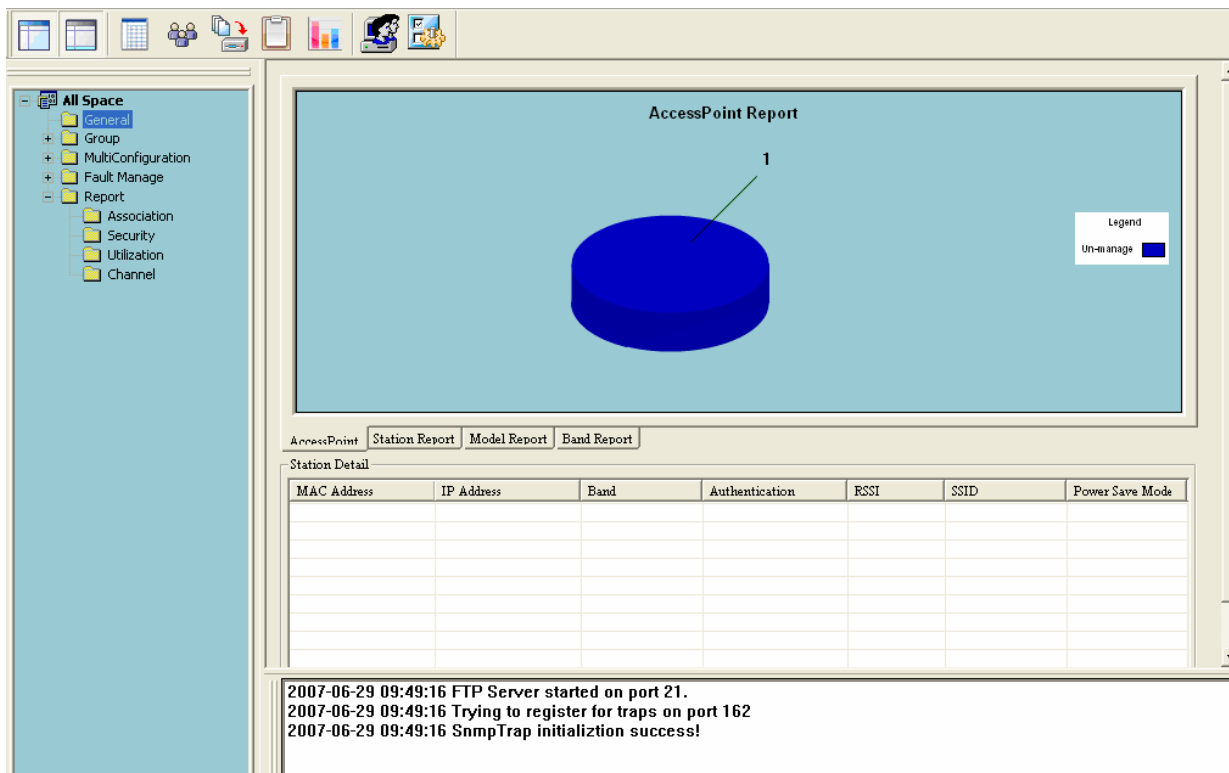 All Space
General
Group
MultiConfiguration
Fault Manage
Report
Association
Security
Utilization
Channel
AccessPoint Report
1
Legend
Un-manage
AccessPoint Station Report Model Report Band Report
Station Detail
MAC Address IP Address Band Authentication RSSI SSID Power Save Mode
2007-06-29 09:49:16 FTP Server started on port 21.
2007-06-29 09:49:16 Trying to register for traps on port 162
2007-06-29 09:49:16 SnmpTrap initializtion success!